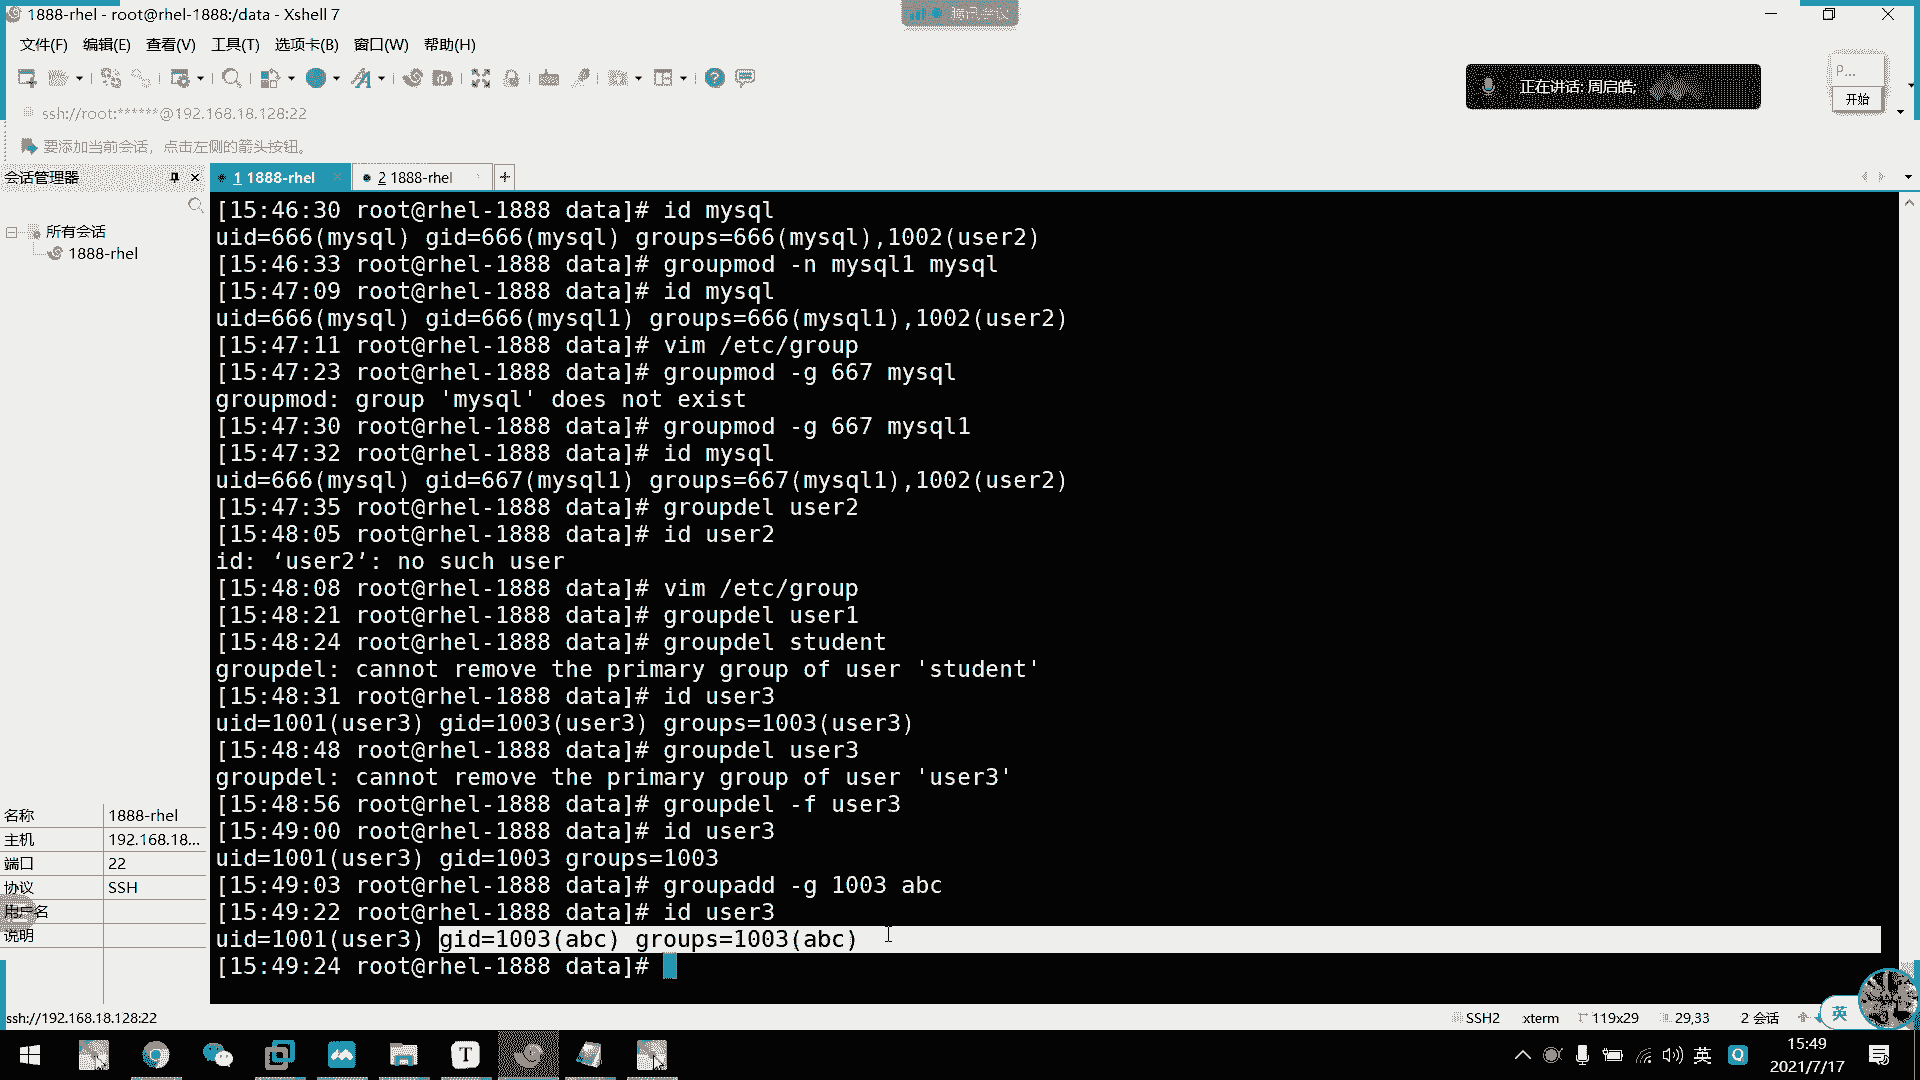 1888-rhel - root@rhel-1888:/data - Xshell 7
腾讯会议
文件(F) 编辑(E) 查看(V) 工具(T) 选项卡(B) 窗口(W) 帮助(H)
正在讲话: 周启皓;
P...
开始
ssh://root:******@192.168.18.128:22
要添加当前会话，点击左侧的箭头按钮。
会话管理器
1 1888-rhel
2 1888-rhel
所有会话
1888-rhel
[15:46:30 root@rhel-1888 data]# id mysql
uid=666(mysql) gid=666(mysql) groups=666(mysql),1002(user2)
[15:46:33 root@rhel-1888 data]# groupmod -n mysql1 mysql
[15:47:09 root@rhel-1888 data]# id mysql
uid=666(mysql) gid=666(mysql1) groups=666(mysql1),1002(user2)
[15:47:11 root@rhel-1888 data]# vim /etc/group
[15:47:23 root@rhel-1888 data]# groupmod -g 667 mysql
groupmod: group 'mysql' does not exist
[15:47:30 root@rhel-1888 data]# groupmod -g 667 mysql1
[15:47:32 root@rhel-1888 data]# id mysql
uid=666(mysql) gid=667(mysql1) groups=667(mysql1),1002(user2)
[15:47:35 root@rhel-1888 data]# groupdel user2
[15:48:05 root@rhel-1888 data]# id user2
id: ‘user2’: no such user
[15:48:08 root@rhel-1888 data]# vim /etc/group
[15:48:21 root@rhel-1888 data]# groupdel user1
[15:48:24 root@rhel-1888 data]# groupdel student
groupdel: cannot remove the primary group of user 'student'
[15:48:31 root@rhel-1888 data]# id user3
uid=1001(user3) gid=1003(user3) groups=1003(user3)
[15:48:48 root@rhel-1888 data]# groupdel user3
groupdel: cannot remove the primary group of user 'user3'
[15:48:56 root@rhel-1888 data]# groupdel -f user3
[15:49:00 root@rhel-1888 data]# id user3
uid=1001(user3) gid=1003 groups=1003
[15:49:03 root@rhel-1888 data]# groupadd -g 1003 abc
[15:49:22 root@rhel-1888 data]# id user3
uid=1001(user3) gid=1003(abc) groups=1003(abc)
[15:49:24 root@rhel-1888 data]#
名称 1888-rhel
主机 192.168.18...
端口 22
协议 SSH
用户名
说明
ssh://192.168.18.128:22
SSH2 xterm 119x29 29,33 2 会话
英
英
15:49
2021/7/17